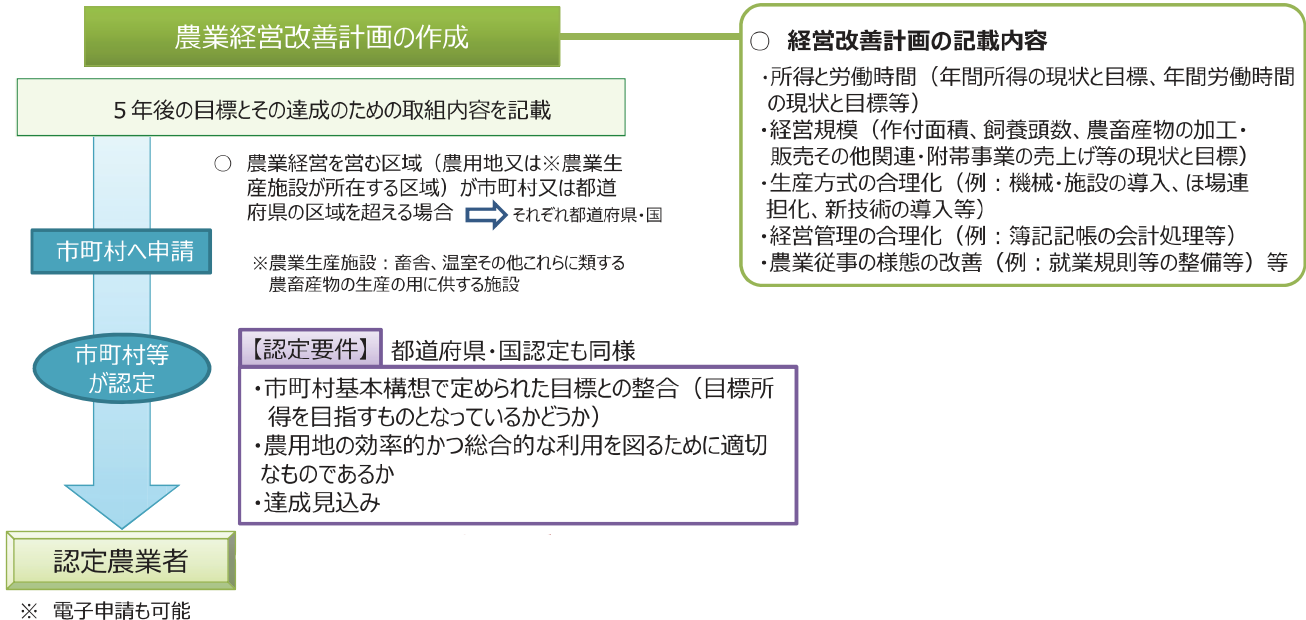 農業経営改善計画の作成
5年後の目標とその達成のための取組内容を記載
○ 経営改善計画の記載内容
・所得と労働時間（年間所得の現状と目標、年間労働時間
の現状と目標等）
・経営規模（作付面積、飼養頭数、農畜産物の加工・
販売その他関連・附帯事業の売上げ等の現状と目標）
・生産方式の合理化（例：機械・施設の導入、ほ場連
担化、新技術の導入等）
・経営管理の合理化（例：簿記記帳の会計処理等）
・農業従事の様態の改善（例：就業規則等の整備等）等
○ 農業経営を営む区域（農用地又は※農業生
産施設が所在する区域）が市町村又は都道
府県の区域を超える場合 それぞれ都道府県・国
※農業生産施設：畜舎、温室その他これらに類する
農畜産物の生産の用に供する施設
市町村へ申請
市町村等
が認定
【認定要件】 都道府県・国認定も同様
・市町村基本構想で定められた目標との整合（目標所
得を目指すものとなっているかどうか）
・農用地の効率的かつ総合的な利用を図るために適切
なものであるか
・達成見込み
認定農業者
※ 電子申請も可能